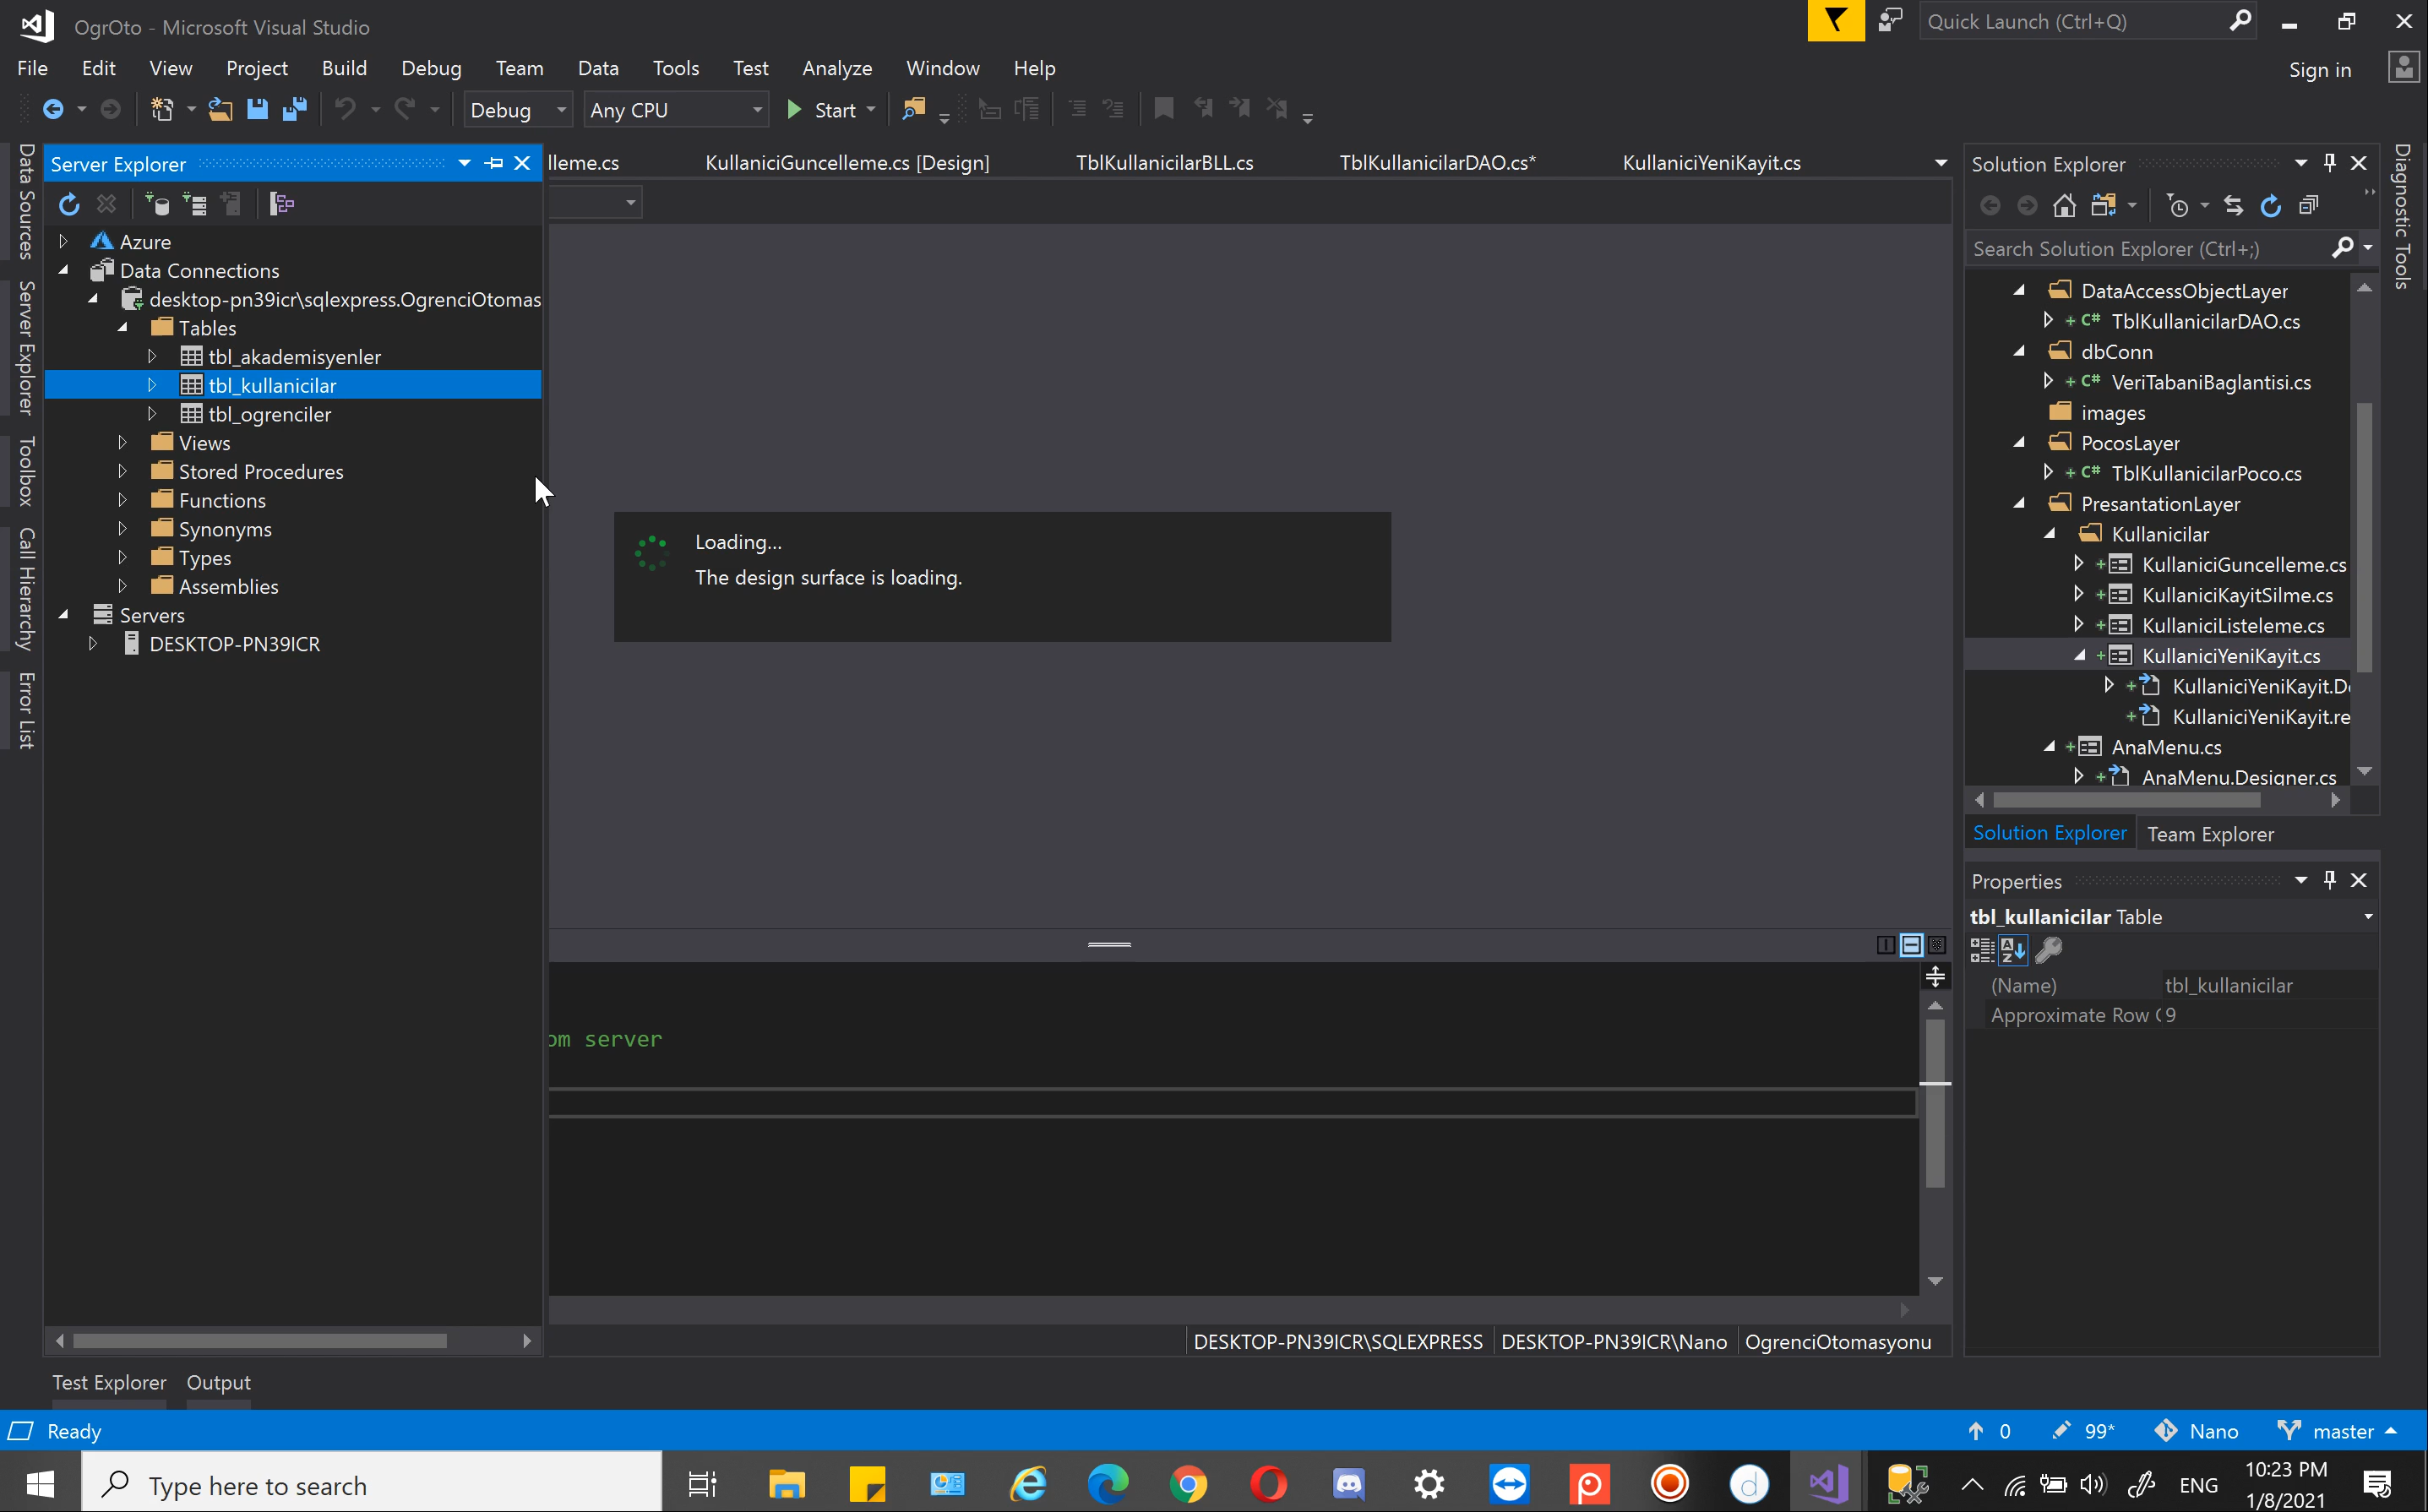 OgrOto - Microsoft Visual Studio
Quick Launch (Ctrl+Q)
File Edit View Project Build Debug Team Data Tools Test Analyze Window Help
Sign in
Debug Any CPU Start
Data Sources
Server Explorer
Toolbox
Call Hierarchy
Error List
Server Explorer
Azure
Data Connections
desktop-pn39icr\sqlexpress.OgrenciOtomas
Tables
tbl_akademisyenler
tbl_kullanicilar
tbl_ogrenciler
Views
Stored Procedures
Functions
Synonyms
Types
Assemblies
Servers
DESKTOP-PN39ICR
lleme.cs KullaniciGuncelleme.cs [Design] TblKullanicilarBLL.cs TblKullanicilarDAO.cs* KullaniciYeniKayit.cs
Loading...
The design surface is loading.
om server
DESKTOP-PN39ICR\SQLEXPRESS DESKTOP-PN39ICR\Nano OgrenciOtomasyonu
Solution Explorer
Search Solution Explorer (Ctrl+;)
DataAccessObjectLayer
C# TblKullanicilarDAO.cs
dbConn
C# VeriTabaniBaglantisi.cs
images
PocosLayer
C# TblKullanicilarPoco.cs
PresantationLayer
Kullanicilar
KullaniciGuncelleme.cs
KullaniciKayitSilme.cs
KullaniciListeleme.cs
KullaniciYeniKayit.cs
KullaniciYeniKayit.De
KullaniciYeniKayit.re
AnaMenu.cs
AnaMenu.Designer.cs
Solution Explorer Team Explorer
Properties
tbl_kullanicilar Table
(Name) tbl_kullanicilar
Approximate Row C 9
Diagnostic Tools
Test Explorer Output
Ready
0 99* Nano master
Type here to search
ENG
10:23 PM
1/8/2021